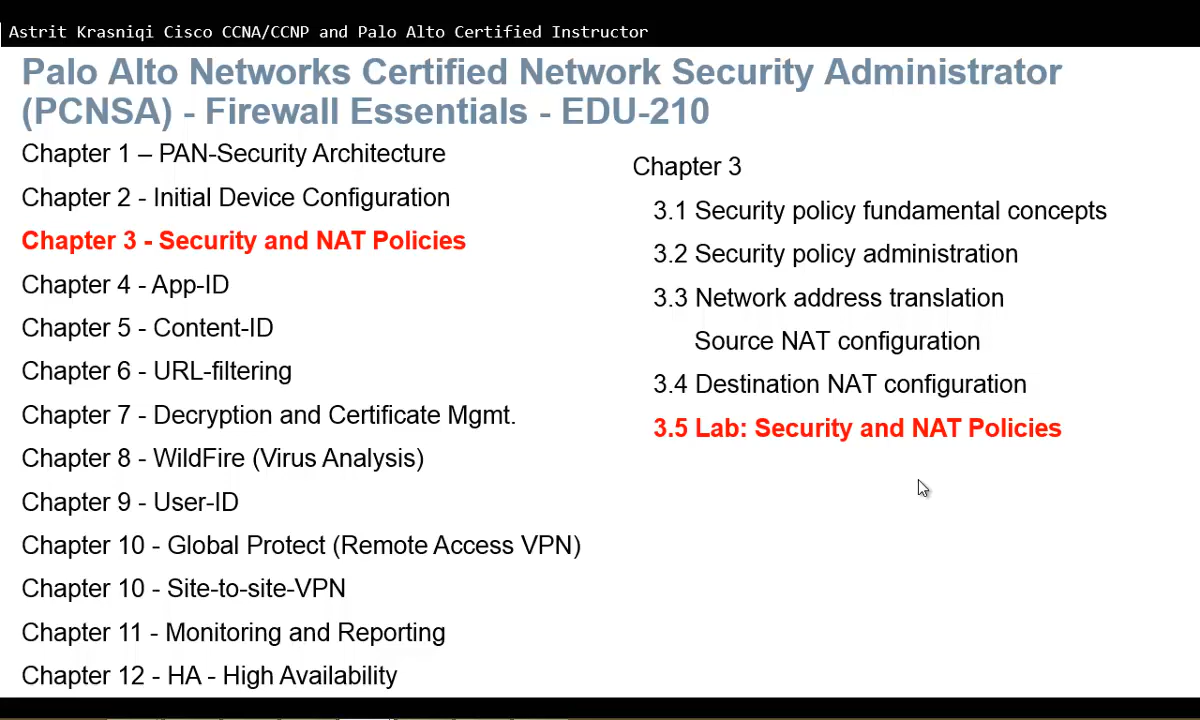 Astrit Krasniqi Cisco CCNA/CCNP and Palo Alto Certified Instructor
Palo Alto Networks Certified Network Security Administrator
(PCNSA) - Firewall Essentials - EDU-210
Chapter 1 – PAN-Security Architecture
Chapter 2 - Initial Device Configuration
Chapter 3 - Security and NAT Policies
Chapter 4 - App-ID
Chapter 5 - Content-ID
Chapter 6 - URL-filtering
Chapter 7 - Decryption and Certificate Mgmt.
Chapter 8 - WildFire (Virus Analysis)
Chapter 9 - User-ID
Chapter 10 - Global Protect (Remote Access VPN)
Chapter 10 - Site-to-site-VPN
Chapter 11 - Monitoring and Reporting
Chapter 12 - HA - High Availability
Chapter 3
3.1 Security policy fundamental concepts
3.2 Security policy administration
3.3 Network address translation
Source NAT configuration
3.4 Destination NAT configuration
3.5 Lab: Security and NAT Policies